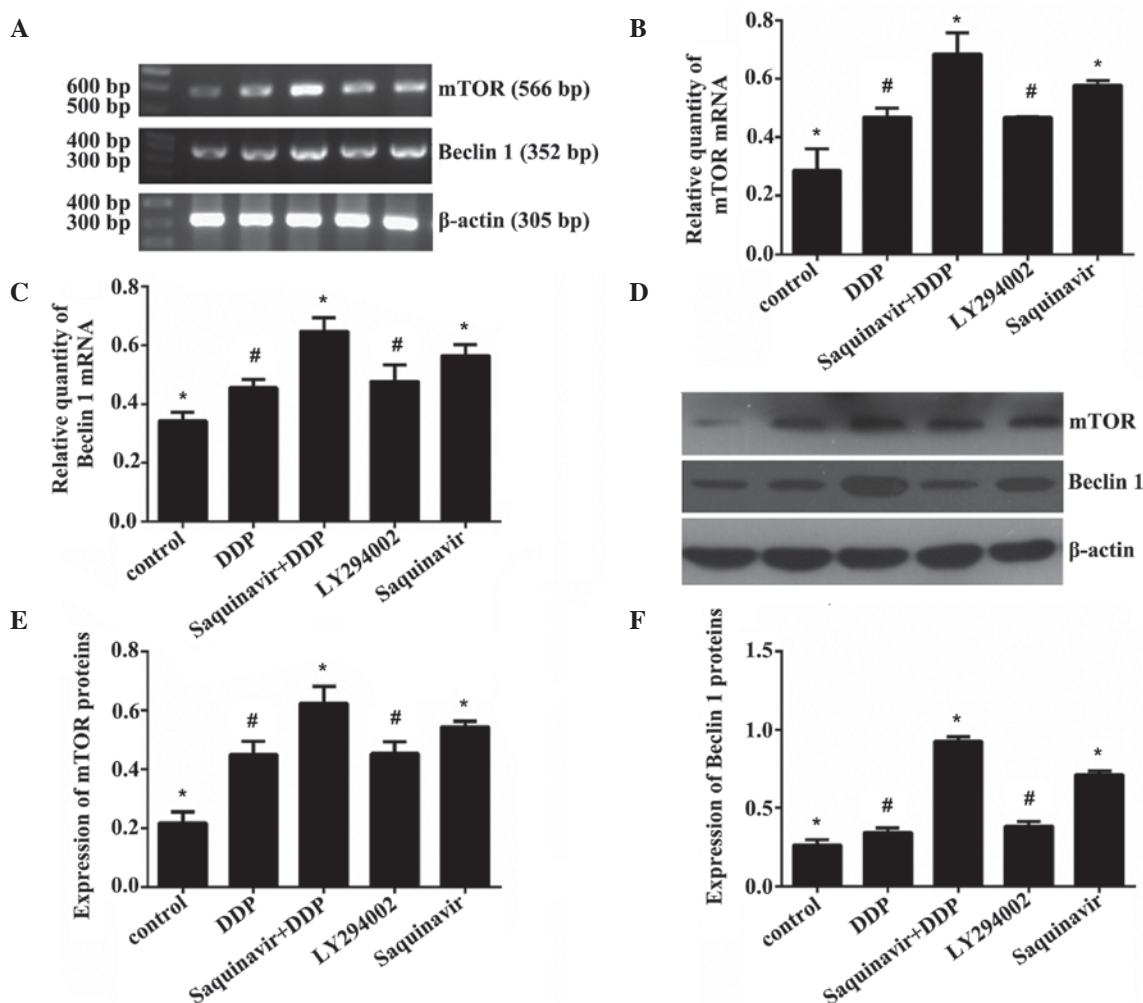 A
600 bp
500 bp
mTOR (566 bp)
400 bp
300 bp
Beclin 1 (352 bp)
400 bp
300 bp
β-actin (305 bp)
B
Relative quantity of
mTOR mRNA
0.8
0.6
0.4
0.2
0.0
*
#
*
#
*
control
DDP
Saquinavir+DDP
LY294002
Saquinavir
C
Relative quantity of
Beclin 1 mRNA
0.8
0.6
0.4
0.2
0.0
*
#
*
#
*
control
DDP
Saquinavir+DDP
LY294002
Saquinavir
D
mTOR
Beclin 1
β-actin
E
Expression of mTOR proteins
0.8
0.6
0.4
0.2
0.0
*
#
*
#
*
control
DDP
Saquinavir+DDP
LY294002
Saquinavir
F
Expression of Beclin 1 proteins
1.5
1.0
0.5
0.0
*
#
*
#
*
control
DDP
Saquinavir+DDP
LY294002
Saquinavir